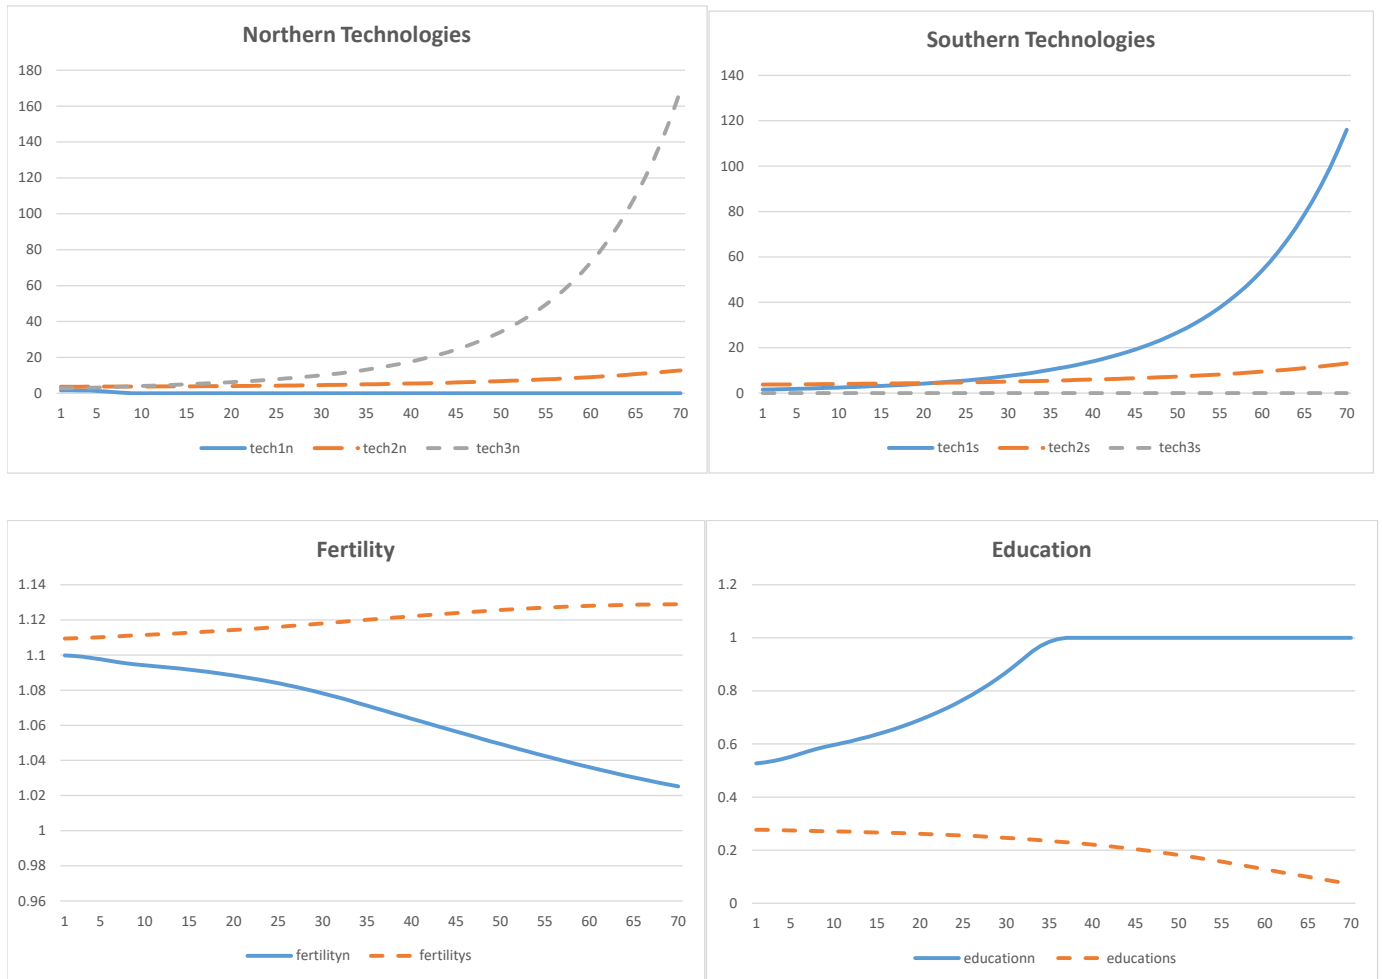 Northern Technologies
180
160
140
120
100
80
60
40
20
0
1 5 10 15 20 25 30 35 40 45 50 55 60 65 70
tech1n tech2n tech3n
Southern Technologies
140
120
100
80
60
40
20
0
1 5 10 15 20 25 30 35 40 45 50 55 60 65 70
tech1s tech2s tech3s
Fertility
1.14
1.12
1.1
1.08
1.06
1.04
1.02
1
0.98
0.96
1 5 10 15 20 25 30 35 40 45 50 55 60 65 70
fertilityn fertilitys
Education
1.2
1
0.8
0.6
0.4
0.2
0
1 5 10 15 20 25 30 35 40 45 50 55 60 65 70
educationn educations